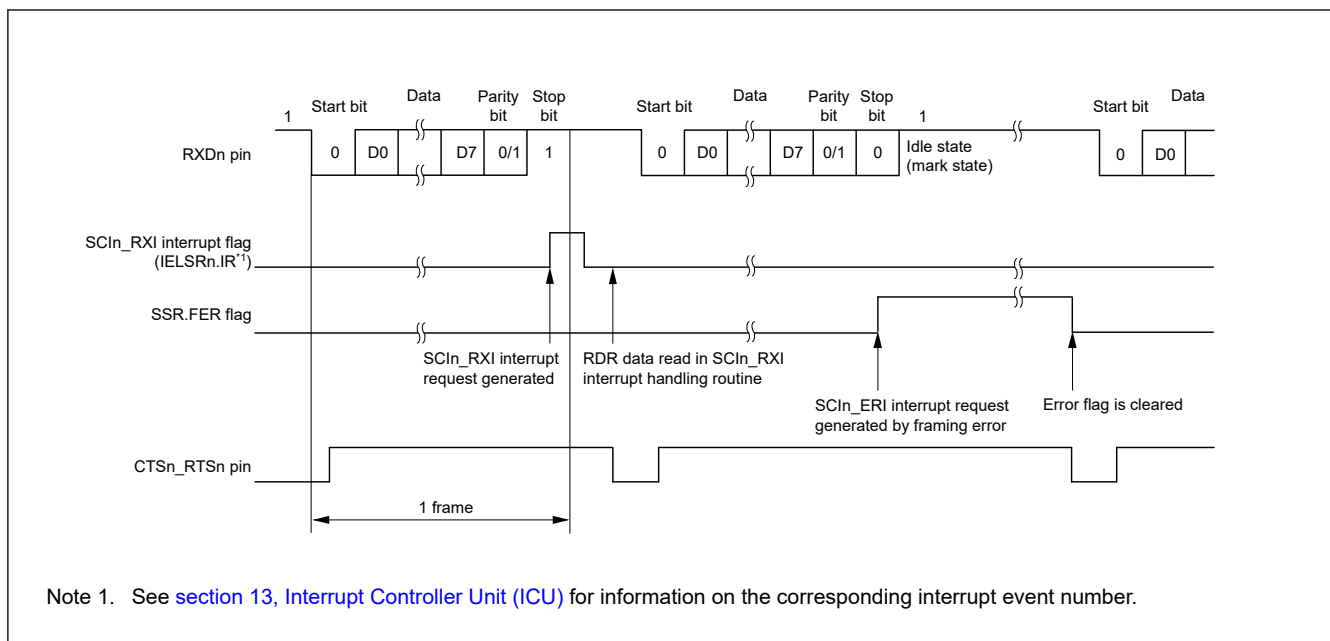 Start bit Data Parity bit Stop bit Start bit Data Parity bit Stop bit 1 Start bit Data
1
RXDn pin
0 D0 D7 0/1 1 0 D0 D7 0/1 0 Idle state (mark state) 0 D0
SCIn_RXI interrupt flag
(IELSRn.IR*1)
SSR.FER flag
SCIn_RXI interrupt
request generated
RDR data read in SCIn_RXI
interrupt handling routine
SCIn_ERI interrupt request
generated by framing error
Error flag is cleared
CTSn_RTSn pin
1 frame
Note 1. See section 13, Interrupt Controller Unit (ICU) for information on the corresponding interrupt event number.